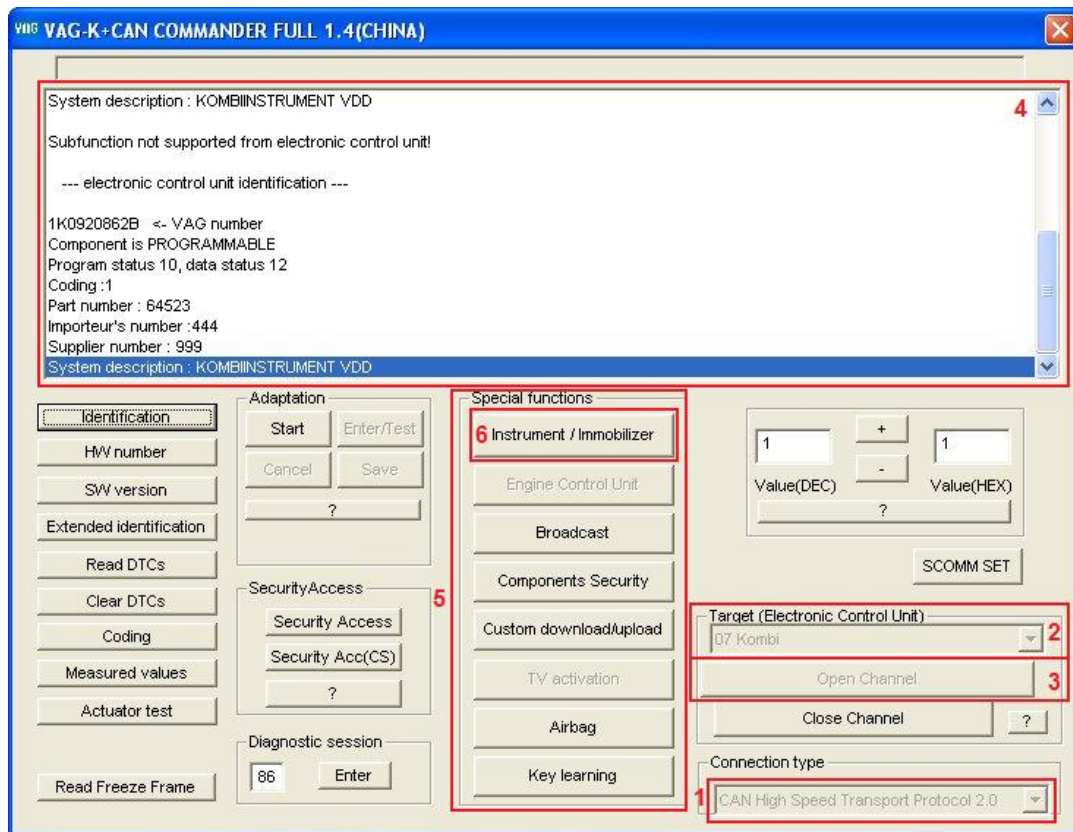 VAG VAG-K+CAN COMMANDER FULL 1.4(CHINA)
System description : KOMBIINSTRUMENT VDD
4
Subfunction not supported from electronic control unit!
--- electronic control unit identification ---
1K0920862B <- VAG number
Component is PROGRAMMABLE
Program status 10, data status 12
Coding :1
Part number : 64523
Importeur's number :444
Supplier number : 999
System description : KOMBIINSTRUMENT VDD
Identification
HW number
SW version
Extended identification
Read DTCs
Clear DTCs
Coding
Measured values
Actuator test
Read Freeze Frame
Adaptation
Start Enter/Test
Cancel Save
?
SecurityAccess
Security Access
Security Acc(CS)
?
Diagnostic session
86 Enter
5
Special functions
6 Instrument / Immobilizer
Engine Control Unit
Broadcast
Components Security
Custom download/upload
TV activation
Airbag
Key learning
1 + 1
-
Value(DEC) Value(HEX)
?
SCOMM SET
Target (Electronic Control Unit)
07 Kombi 2
Open Channel 3
Close Channel ?
Connection type
1 CAN High Speed Transport Protocol 2.0